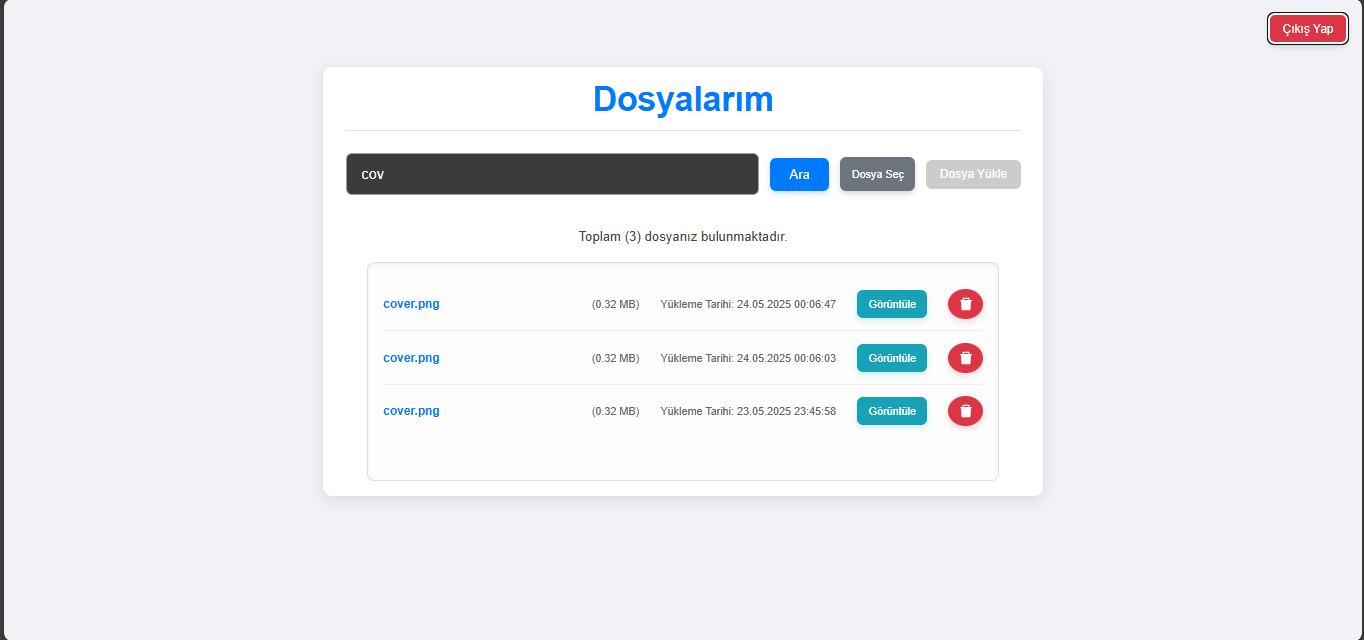 Çıkış Yap
Dosyalarım
cov Ara Dosya Seç Dosya Yükle
Toplam (3) dosyanız bulunmaktadır.
cover.png (0.32 MB) Yükleme Tarihi: 24.05.2025 00:06:47 Görüntüle
cover.png (0.32 MB) Yükleme Tarihi: 24.05.2025 00:06:03 Görüntüle
cover.png (0.32 MB) Yükleme Tarihi: 23.05.2025 23:45:58 Görüntüle